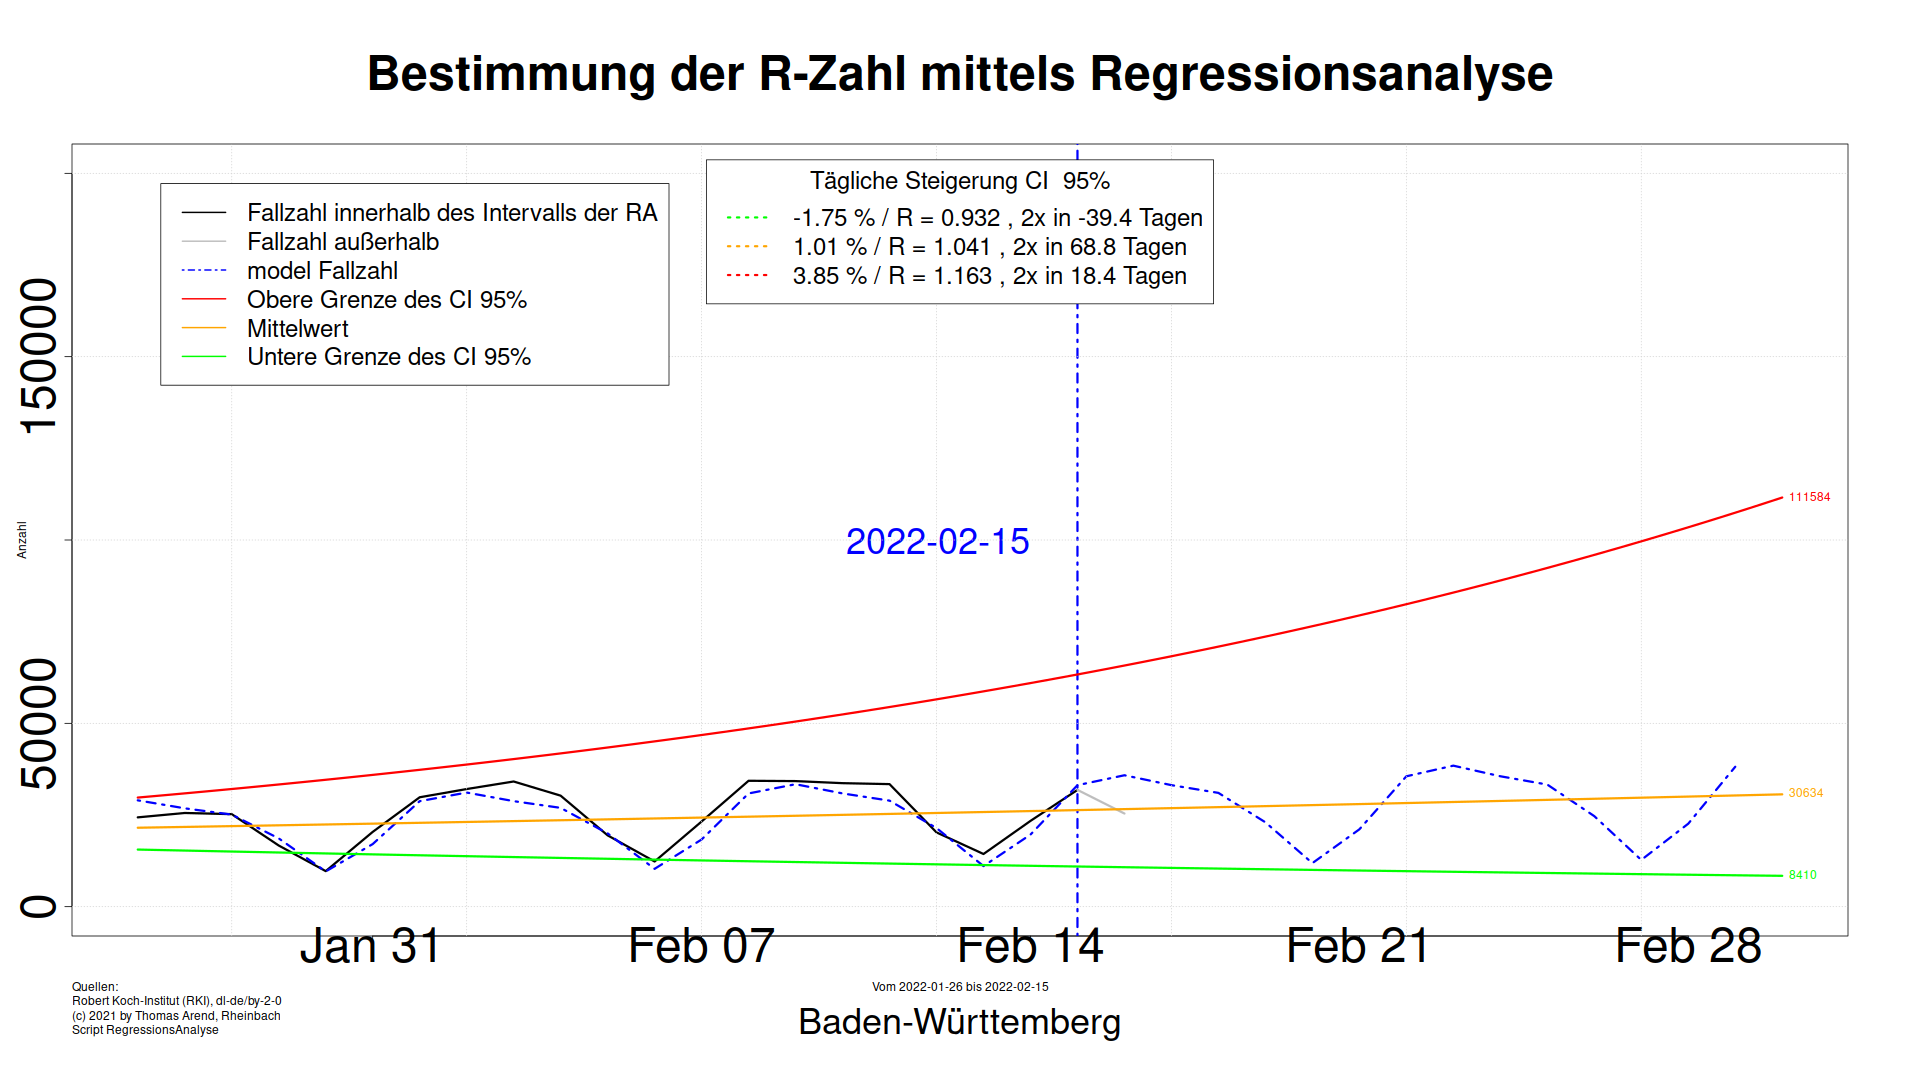 Bestimmung der R-Zahl mittels Regressionsanalyse
Fallzahl innerhalb des Intervalls der RA
Fallzahl außerhalb
model Fallzahl
Obere Grenze des CI 95%
Mittelwert
Untere Grenze des CI 95%
Tägliche Steigerung CI 95%
-1.75 % / R = 0.932 , 2x in -39.4 Tagen
1.01 % / R = 1.041 , 2x in 68.8 Tagen
3.85 % / R = 1.163 , 2x in 18.4 Tagen
150000
50000
0
Anzahl
2022-02-15
111584
30634
8410
Jan 31
Feb 07
Feb 14
Feb 21
Feb 28
Quellen:
Robert Koch-Institut (RKI), dl-de/by-2-0
(c) 2021 by Thomas Arend, Rheinbach
Script RegressionsAnalyse
Vom 2022-01-26 bis 2022-02-15
Baden-Württemberg